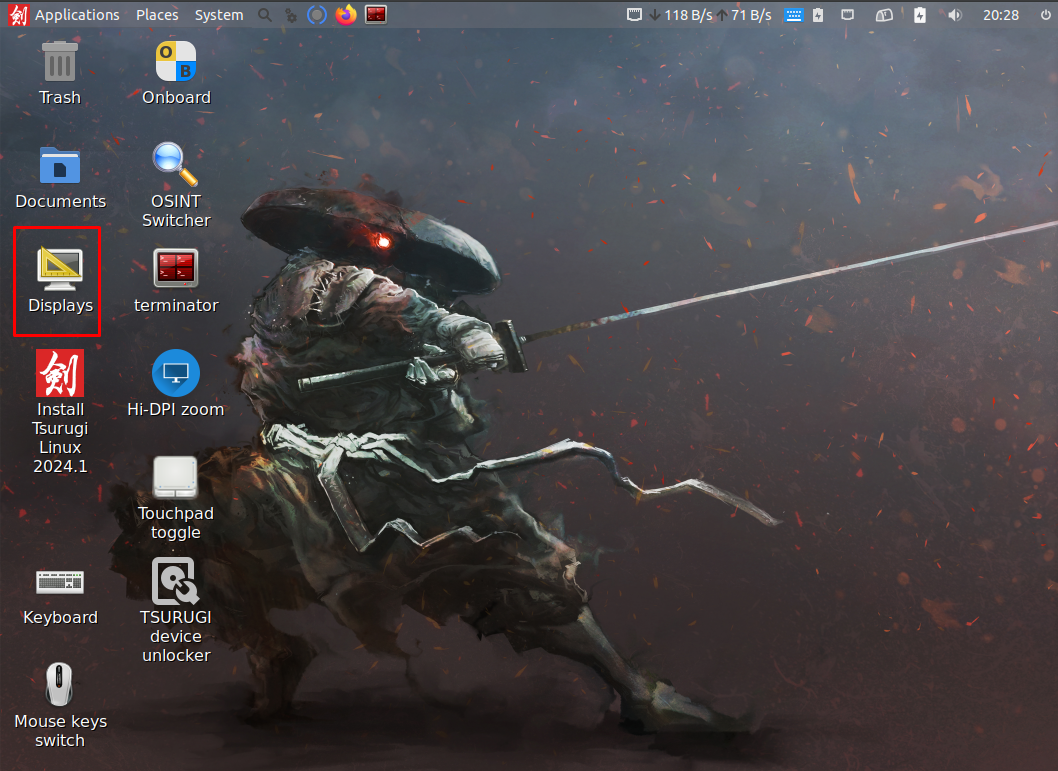 剣 Applications Places System 118 B/s 71 B/s 20:28
Trash
O
B
Onboard
Documents
OSINT
Switcher
Displays
terminator
剣
Install
Tsurugi
Linux
2024.1
Hi-DPI zoom
Touchpad
toggle
Keyboard
TSURUGI
device
unlocker
Mouse keys
switch